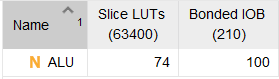 Name 1 Slice LUTs Bonded IOB
(63400) (210)
N ALU 74 100